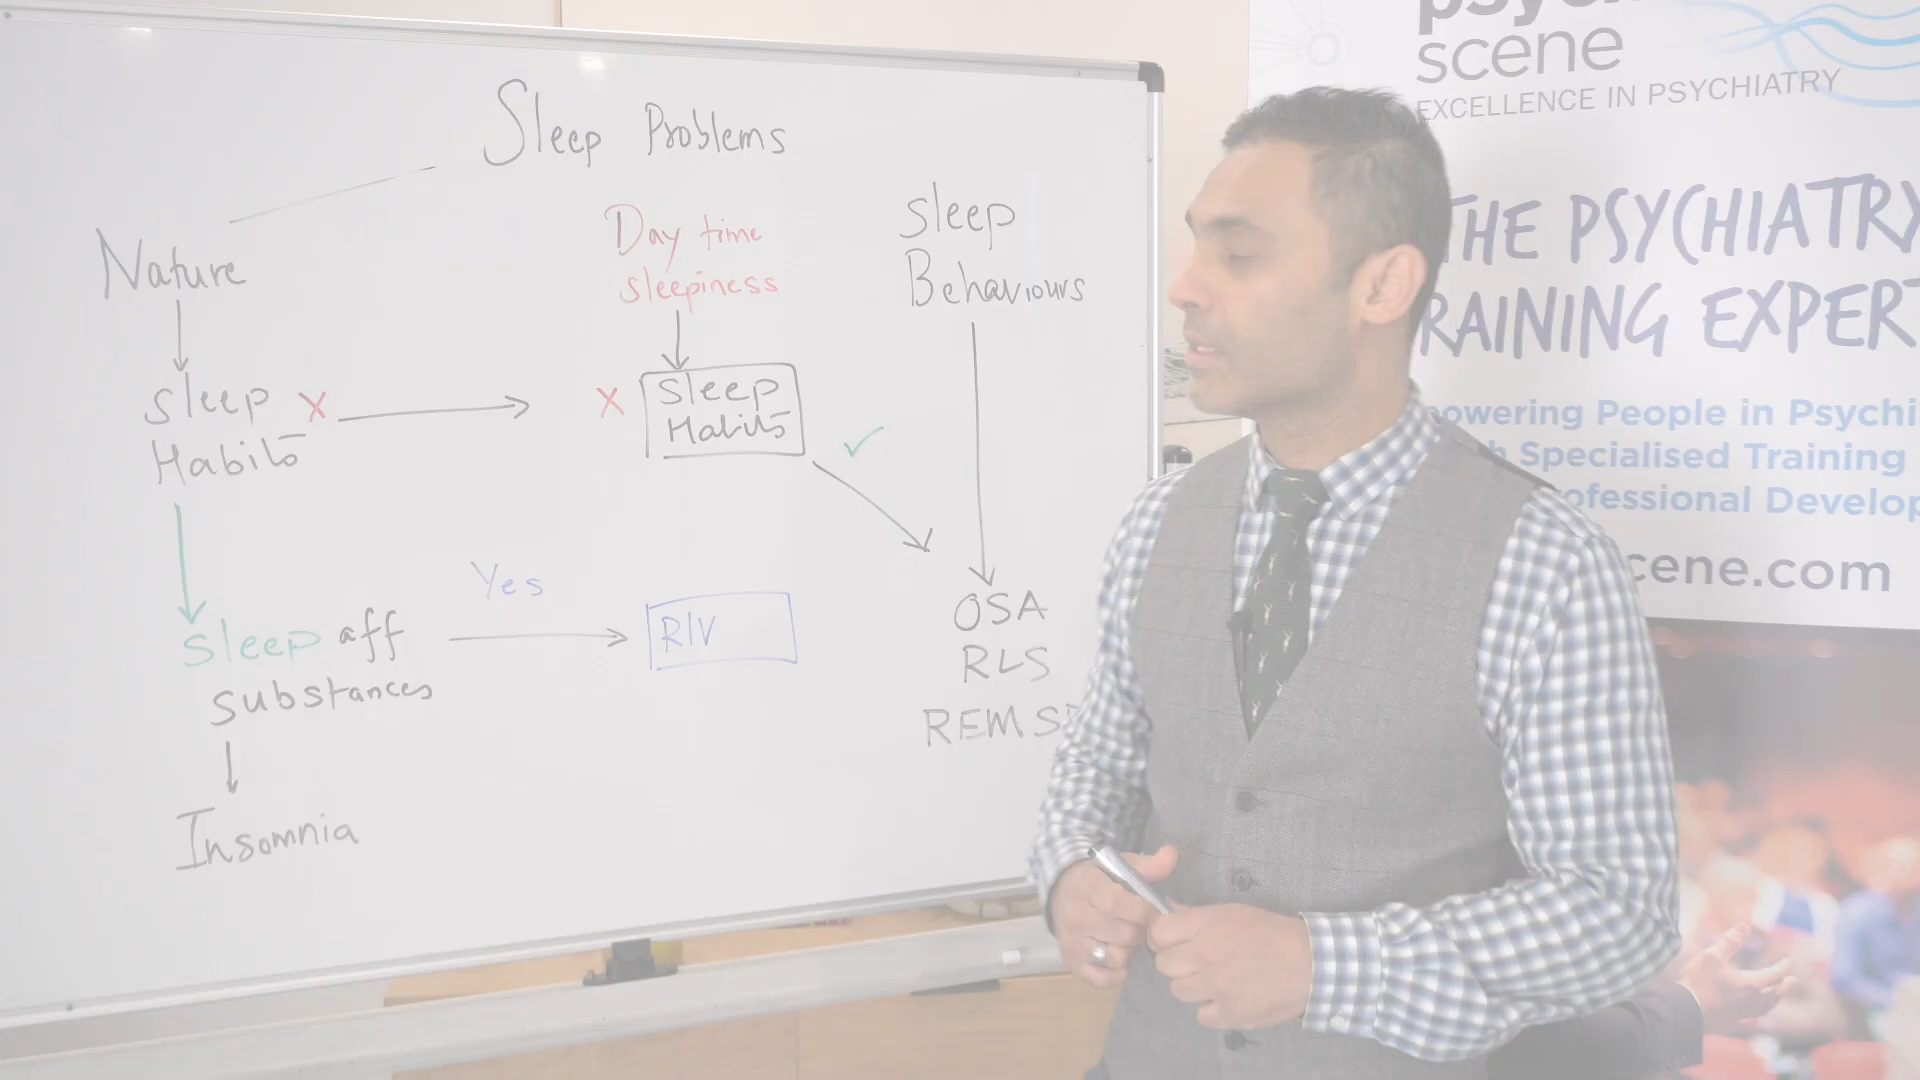 Sleep Problems
Nature
Day time
sleepiness
Sleep
Behaviours
Sleep X
Habits
X Sleep
Habits
✓
Sleep aff
substances
Yes
R/V
OSA
RLS
REM
Insomnia
scene
EXCELLENCE IN PSYCHIATRY
THE PSYCHIATRY
RAINING EXPERT
owering People in Psychi
h Specialised Training
ofessional Develop
cene.com